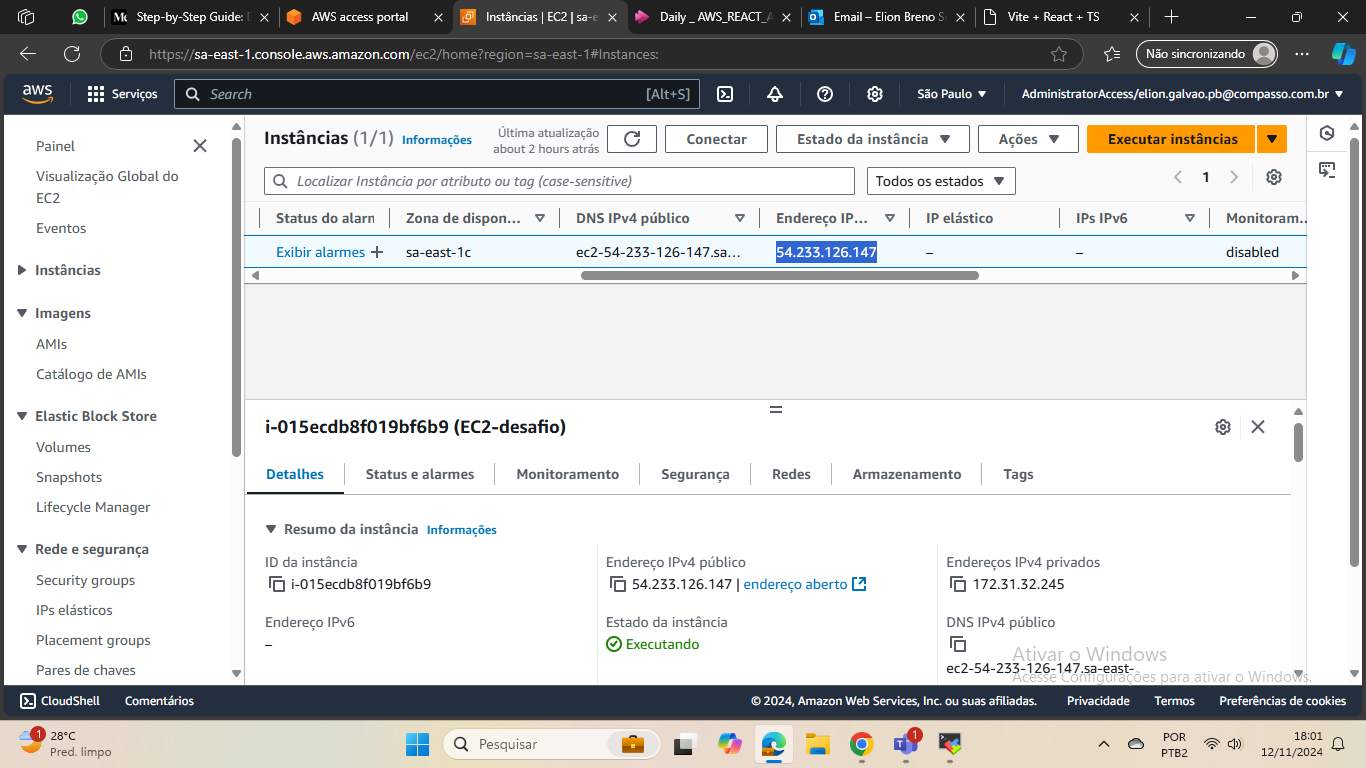 Step-by-Step Guide: D
AWS access portal
Instâncias | EC2 | sa-e
Daily _AWS_REACT_A
Email – Elion Breno S
Vite + React + TS
https://sa-east-1.console.aws.amazon.com/ec2/home?region=sa-east-1#Instances:
Não sincronizando
aws
Serviços
Search
[Alt+S]
São Paulo
AdministratorAccess/elion.galvao.pb@compasso.com.br
Painel
Visualização Global do
EC2
Eventos
Instâncias
Imagens
AMIs
Catálogo de AMIs
Elastic Block Store
Volumes
Snapshots
Lifecycle Manager
Rede e segurança
Security groups
IPs elásticos
Placement groups
Pares de chaves
Instâncias (1/1) Informações
Última atualização
about 2 hours atrás
Conectar
Estado da instância
Ações
Executar instâncias
Localizar Instância por atributo ou tag (case-sensitive)
Todos os estados
1
Status do alarn
Zona de dispon...
DNS IPv4 público
Endereço IP...
IP elástico
IPs IPv6
Monitoram...
Exibir alarmes +
sa-east-1c
ec2-54-233-126-147.sa...
54.233.126.147
–
–
disabled
i-015ecdb8f019bf6b9 (EC2-desafio)
Detalhes
Status e alarmes
Monitoramento
Segurança
Redes
Armazenamento
Tags
Resumo da instância Informações
ID da instância
i-015ecdb8f019bf6b9
Endereço IPv4 público
54.233.126.147 | endereço aberto
Endereços IPv4 privados
172.31.32.245
Endereço IPv6
–
Estado da instância
Executando
DNS IPv4 público
ec2-54-233-126-147.sa-east-
Ativar o Windows
Acesse Configurações para ativar o Windows.
CloudShell
Comentários
© 2024, Amazon Web Services, Inc. ou suas afiliadas.
Privacidade
Termos
Preferências de cookies
1
28°C
Pred. limpo
Pesquisar
1
POR
PTB2
18:01
12/11/2024